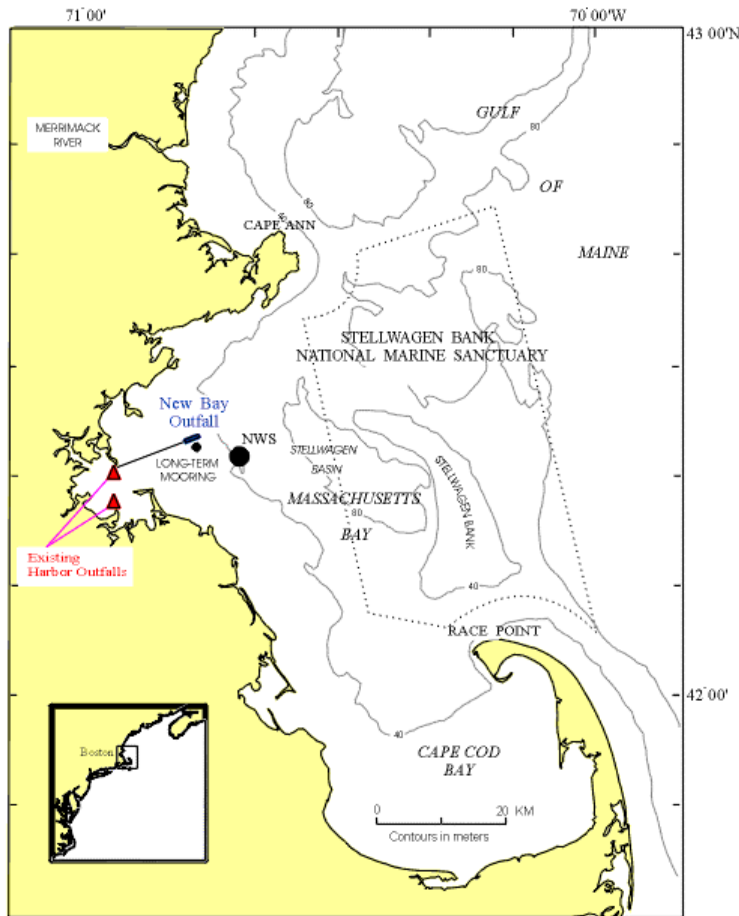 71°00'
70°00'W
43 00'N
GULF
80
MERRIMACK
RIVER
OF
80
40
CAPE ANN
MAINE
80
STELLWAGEN BANK
NATIONAL MARINE SANCTUARY
New Bay
Outfall
NWS
STELLWAGEN
BASIN
LONG-TERM
MOORING
STELLWAGEN BANK
MASSACHUSETTS
80
BAY
Existing
Harbor Outfalls
40
RACE POINT
42°00'
40
Boston
CAPE COD
BAY
0 20 KM
Contours in meters